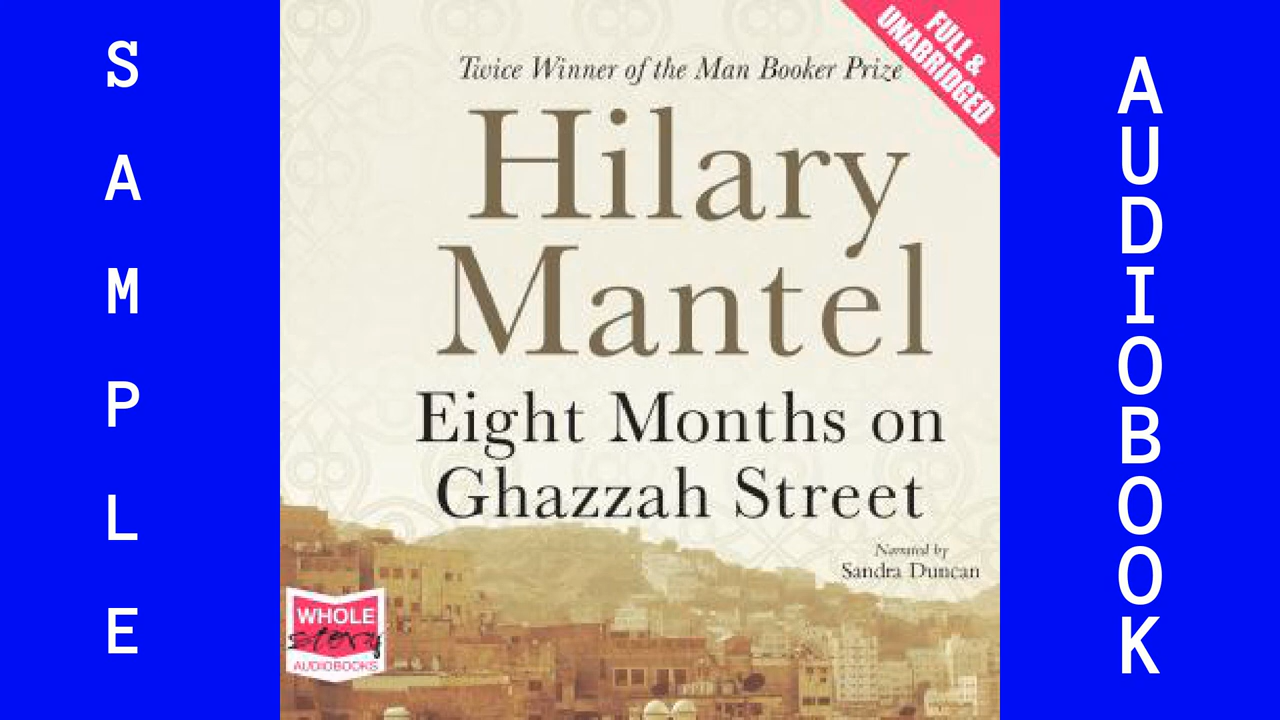 SAMPLE
Twice Winner of the Man Booker Prize
FULL &
UNABRIDGED
Hilary
Mantel
Eight Months on
Ghazzah Street
Narrated by
Sandra Duncan
WHOLE
story
AUDIOBOOKS
AUDIOBOOK